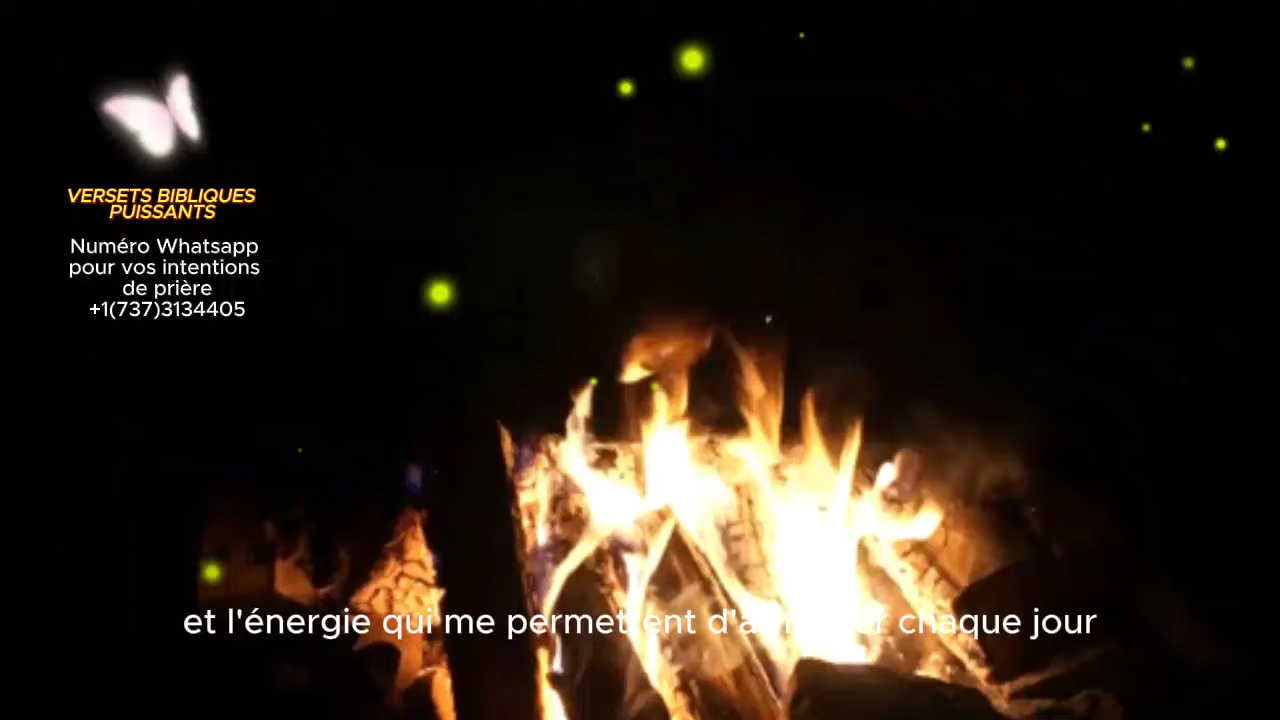 VERSETS BIBLIQUES
PUISSANTS
Numéro Whatsapp
pour vos intentions
de prière
+1(737)3134405
et l'énergie qui me permettent chaque jour